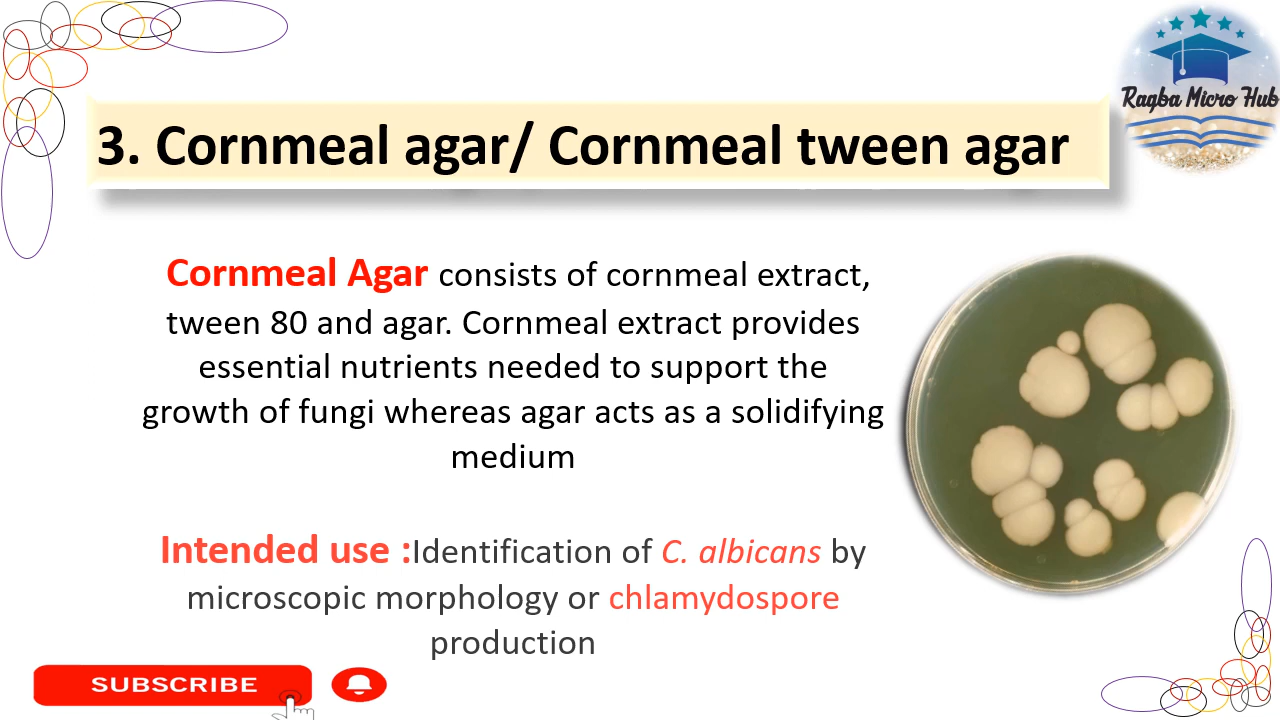 Ragba Micro Hub
3. Cornmeal agar/ Cornmeal tween agar
Cornmeal Agar consists of cornmeal extract,
tween 80 and agar. Cornmeal extract provides
essential nutrients needed to support the
growth of fungi whereas agar acts as a solidifying
medium
Intended use :Identification of C. albicans by
microscopic morphology or chlamydospore
production
SUBSCRIBE